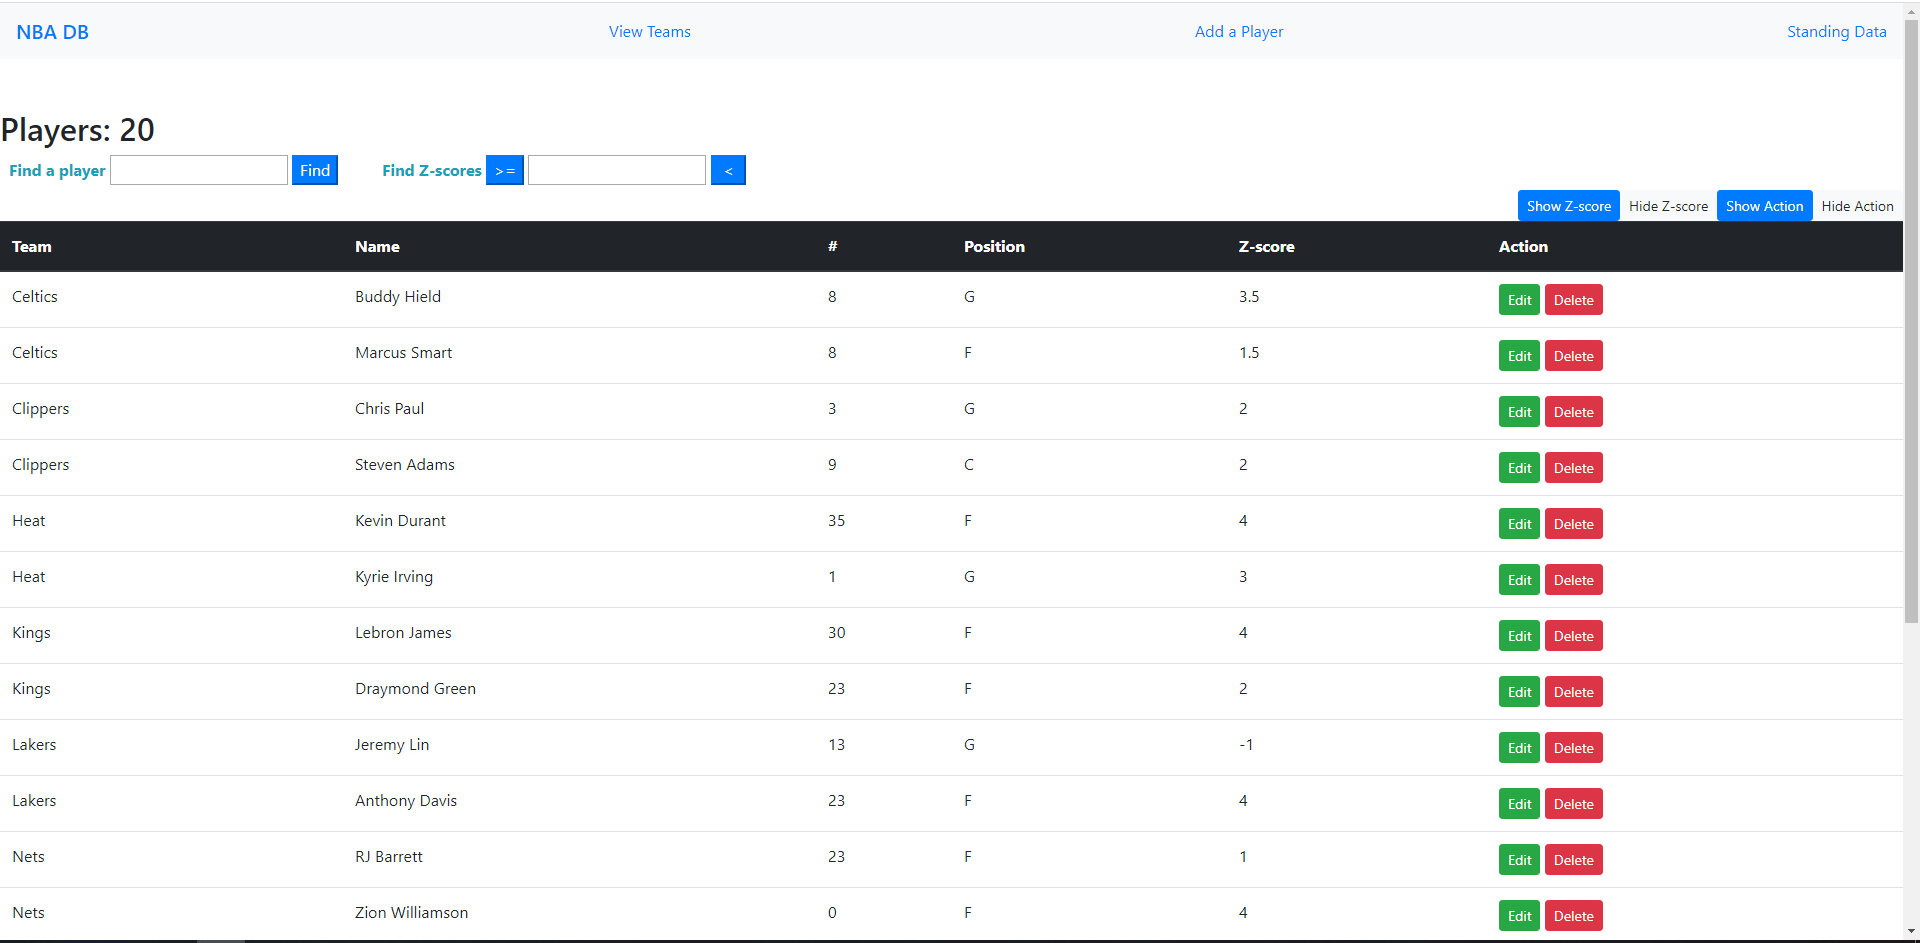 NBA DB View Teams Add a Player Standing Data
Players: 20
Find a player Find Find Z-scores >= <
Show Z-score Hide Z-score Show Action Hide Action
Team Name # Position Z-score Action
Celtics Buddy Hield 8 G 3.5 Edit Delete
Celtics Marcus Smart 8 F 1.5 Edit Delete
Clippers Chris Paul 3 G 2 Edit Delete
Clippers Steven Adams 9 C 2 Edit Delete
Heat Kevin Durant 35 F 4 Edit Delete
Heat Kyrie Irving 1 G 3 Edit Delete
Kings Lebron James 30 F 4 Edit Delete
Kings Draymond Green 23 F 2 Edit Delete
Lakers Jeremy Lin 13 G -1 Edit Delete
Lakers Anthony Davis 23 F 4 Edit Delete
Nets RJ Barrett 23 F 1 Edit Delete
Nets Zion Williamson 0 F 4 Edit Delete